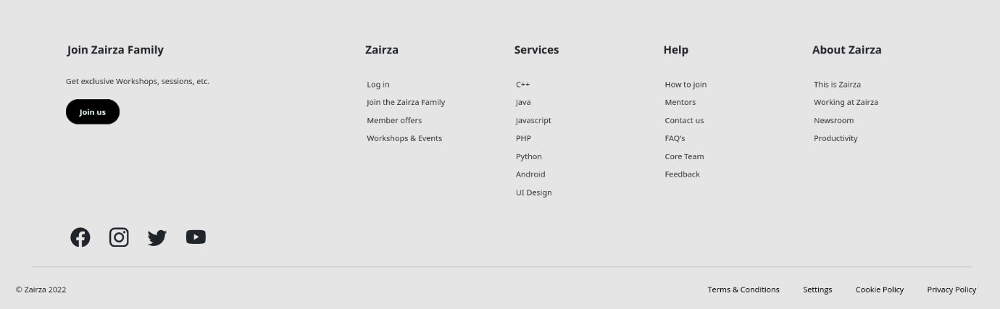 Join Zairza Family
Get exclusive Workshops, sessions, etc.
Join us
Zairza
Log in
Join the Zairza Family
Member offers
Workshops & Events
Services
C++
Java
Javascript
PHP
Python
Android
UI Design
Help
How to join
Mentors
Contact us
FAQ's
Core Team
Feedback
About Zairza
This is Zairza
Working at Zairza
Newsroom
Productivity
© Zairza 2022
Terms & Conditions
Settings
Cookie Policy
Privacy Policy